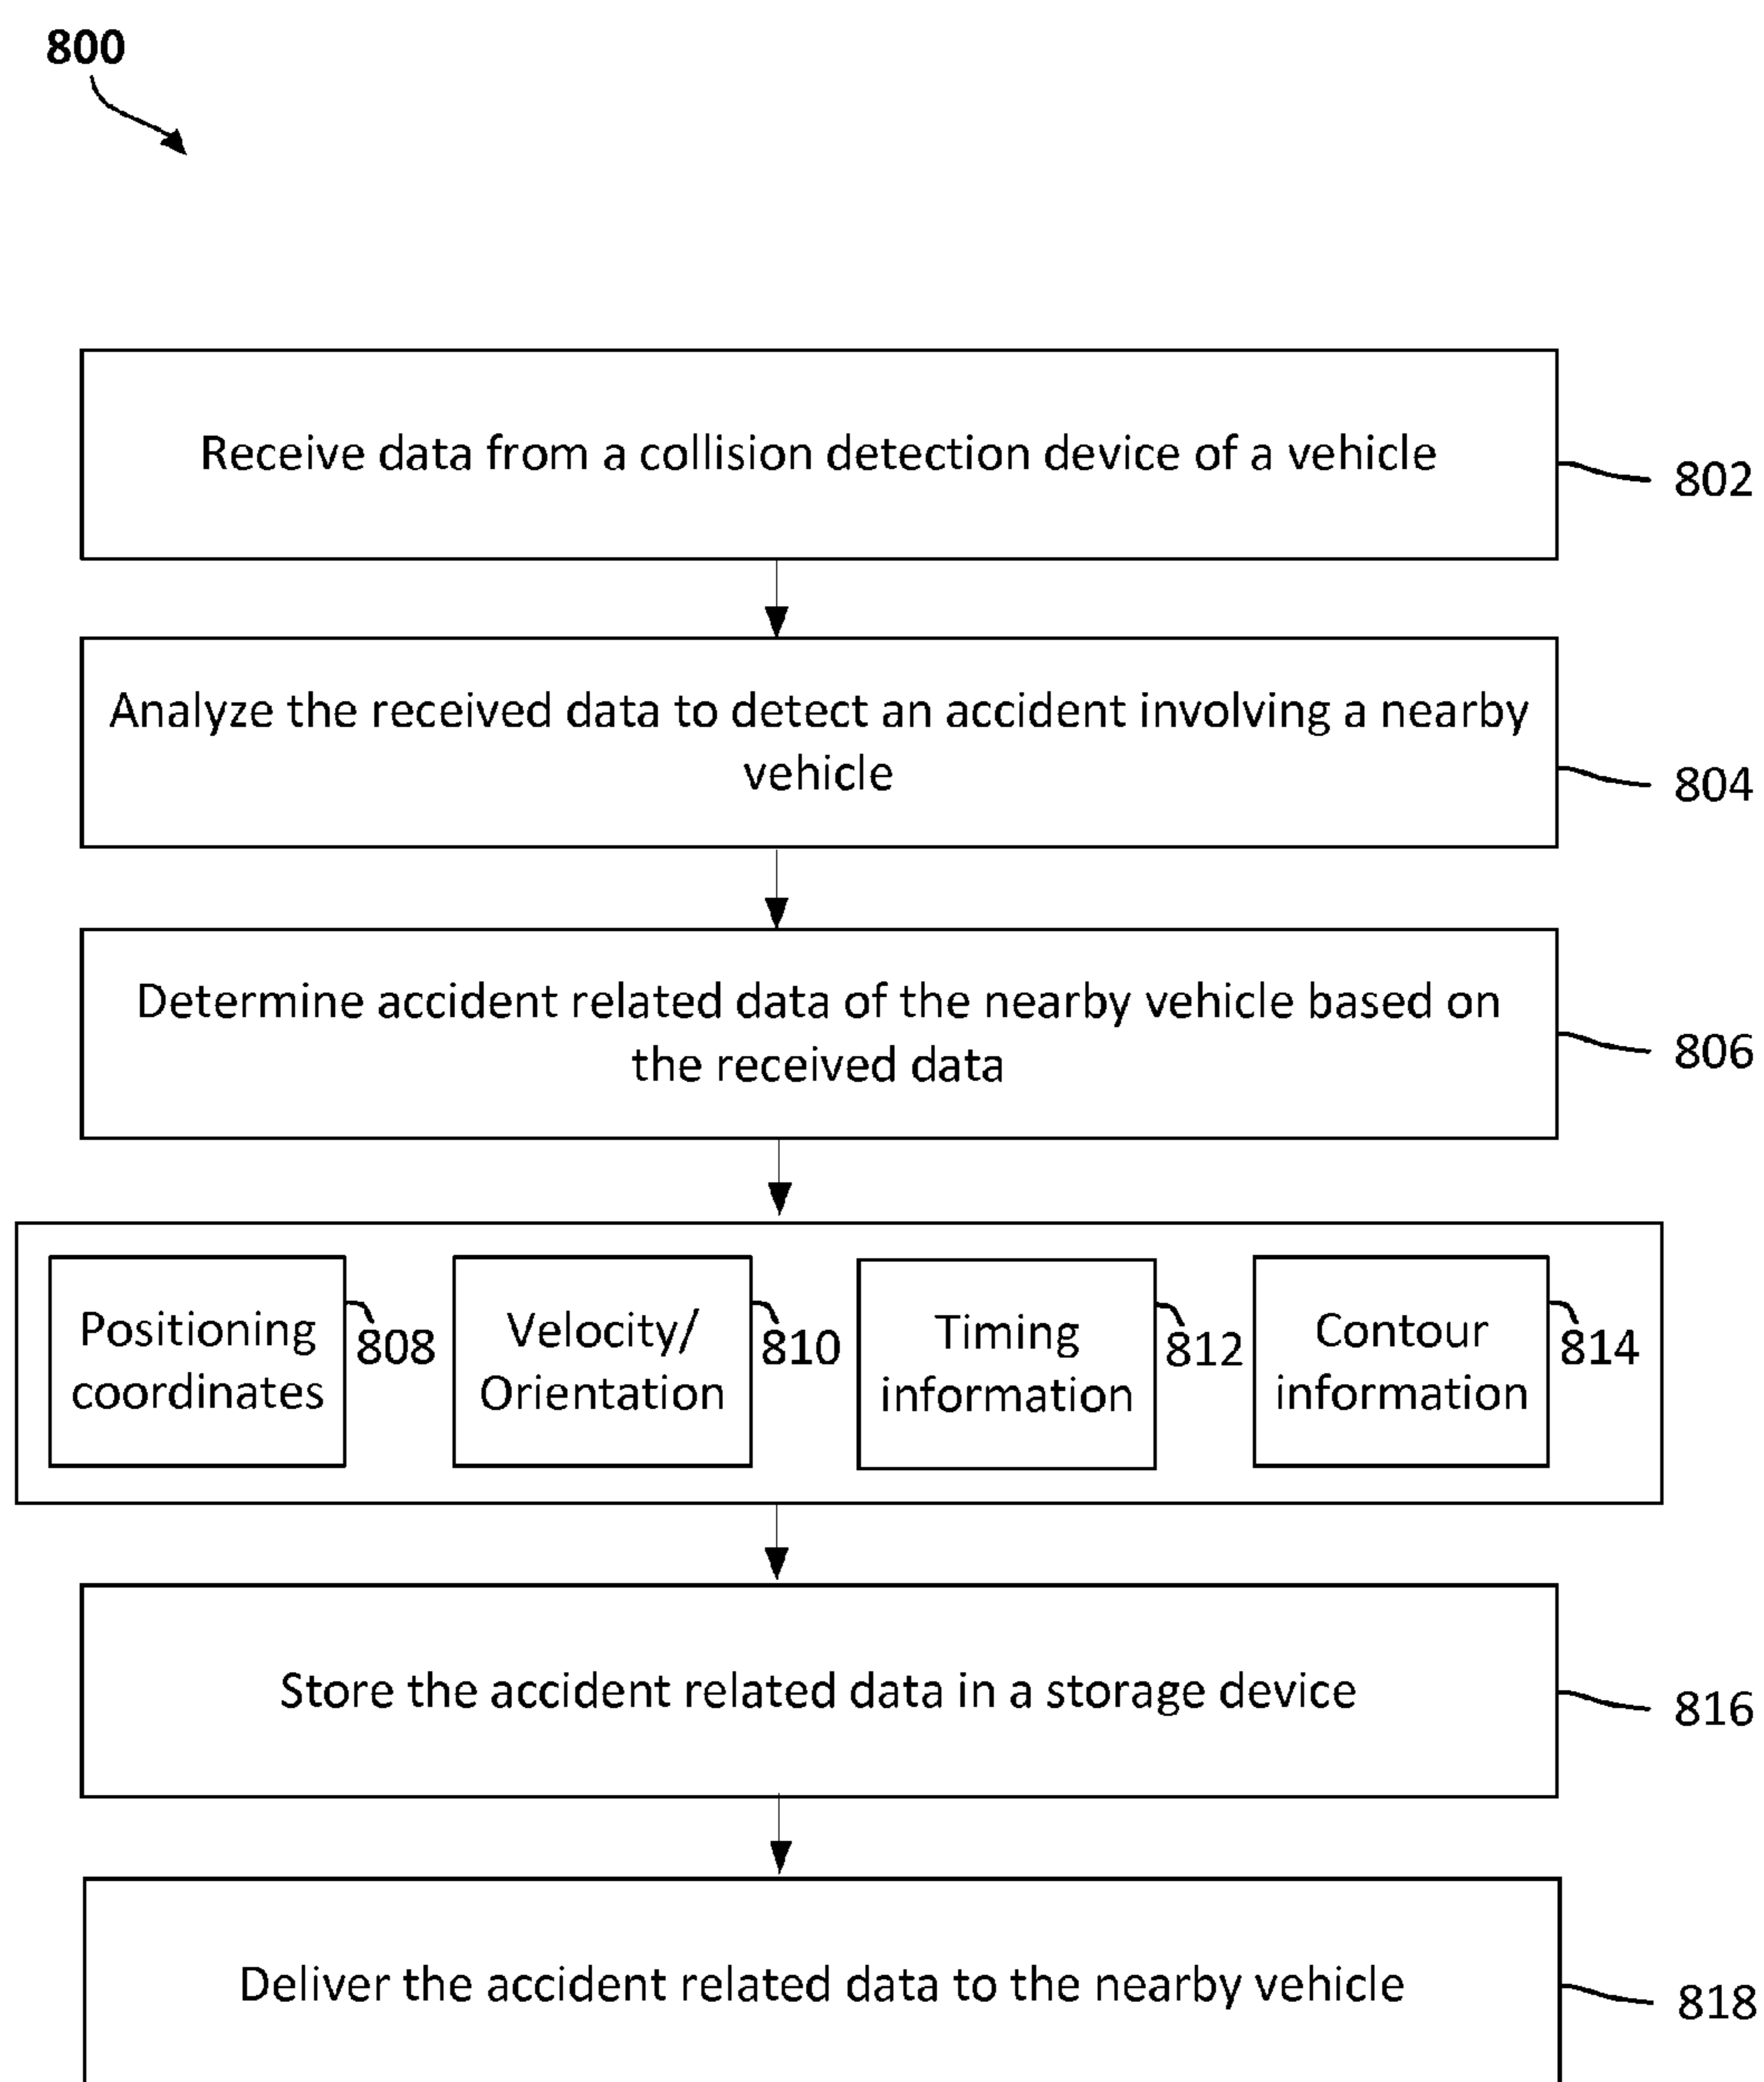 800
Receive data from a collision detection device of a vehicle
802
Analyze the received data to detect an accident involving a nearby
vehicle
804
Determine accident related data of the nearby vehicle based on
the received data
806
Positioning
coordinates
808
Velocity/
Orientation
810
Timing
information
812
Contour
information
814
Store the accident related data in a storage device
816
Deliver the accident related data to the nearby vehicle
818